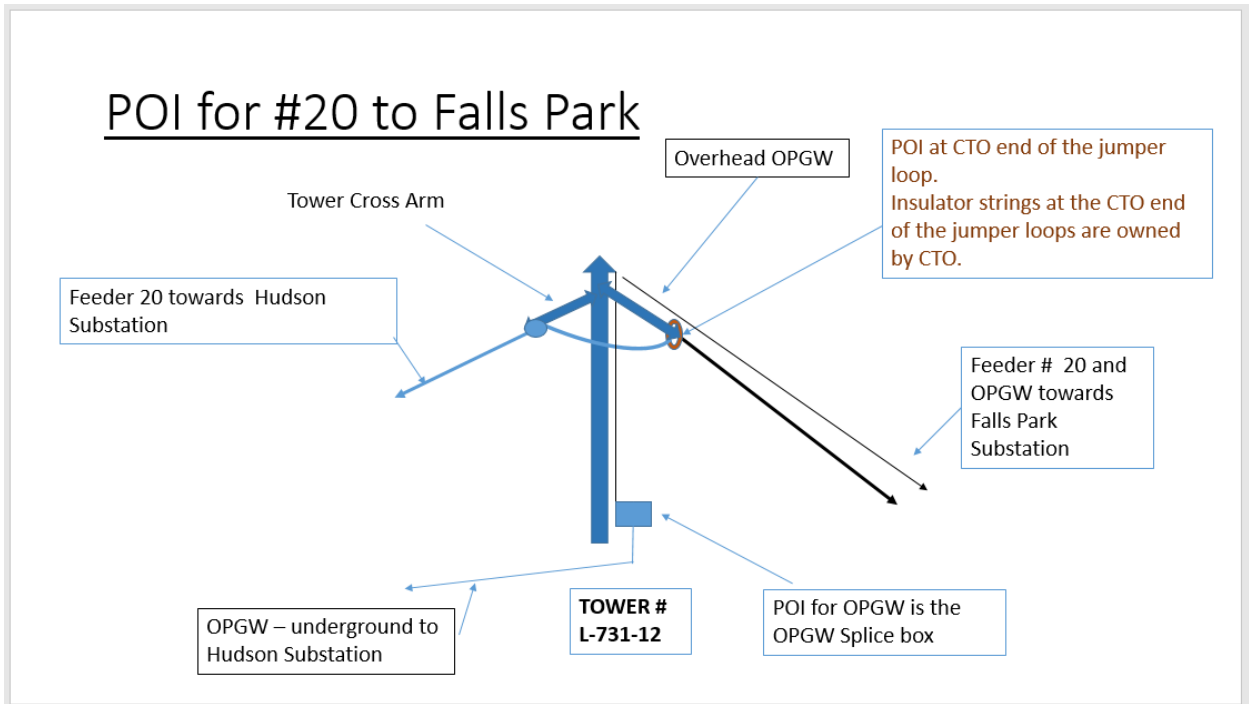 POI for #20 to Falls Park
Overhead OPGW
POI at CTO end of the jumper
loop.
Insulator strings at the CTO end
of the jumper loops are owned
by CTO.
Tower Cross Arm
Feeder 20 towards  Hudson
Substation
Feeder #  20 and
OPGW towards
Falls Park
Substation
OPGW – underground to
Hudson Substation
TOWER #
L-731-12
POI for OPGW is the
OPGW Splice box